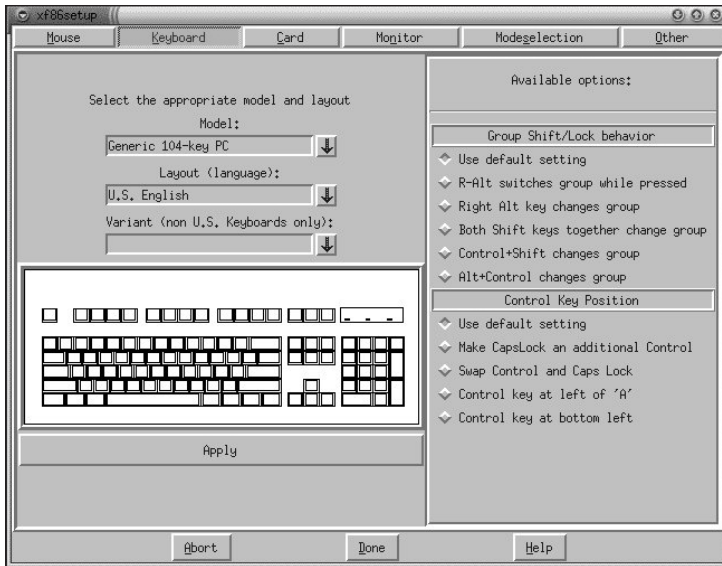 xf86setup
Mouse Keyboard Card Monitor Modeselection Other
Select the appropriate model and layout
Model:
Generic 104-key PC
Layout (language):
U.S. English
Variant (non U.S. Keyboards only):
Apply
Available options:
Group Shift/Lock behavior
Use default setting
R-Alt switches group while pressed
Right Alt key changes group
Both Shift keys together change group
Control+Shift changes group
Alt+Control changes group
Control Key Position
Use default setting
Make CapsLock an additional Control
Swap Control and Caps Lock
Control key at left of 'A'
Control key at bottom left
Abort Done Help